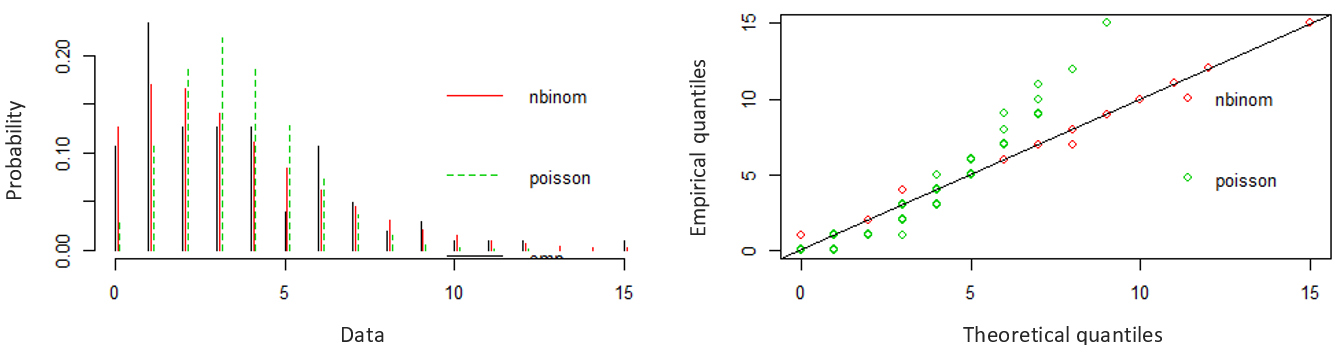 Probability
0.20
0.10
0.00
0 5 10 15
Data
nbinom
poisson
Empirical quantiles
15
10
5
0
0 5 10 15
Theoretical quantiles
nbinom
poisson